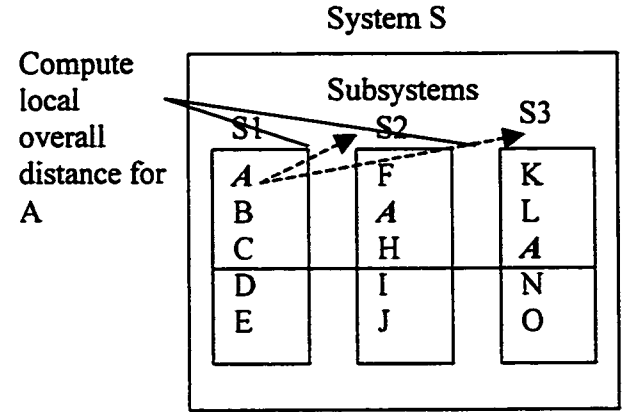 System S
Compute
local
overall
distance for
A
Subsystems
S1 S2 S3
A F K
B A L
C H A
D I N
E J O